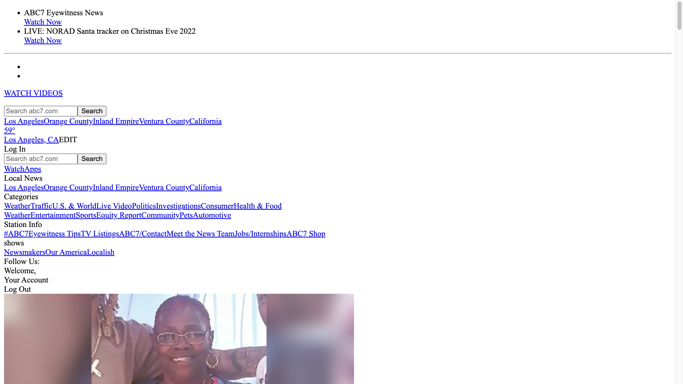 ABC7 Eyewitness News
Watch Now
LIVE: NORAD Santa tracker on Christmas Eve 2022
Watch Now
WATCH VIDEOS
Search abc7.com Search
Los AngelesOrange CountyInland EmpireVentura CountyCalifornia
59°
Los Angeles, CAEDIT
Log In
Search abc7.com Search
WatchApps
Local News
Los AngelesOrange CountyInland EmpireVentura CountyCalifornia
Categories
WeatherTrafficU.S. & WorldLive VideoPoliticsInvestigationsConsumerHealth & Food
WeatherEntertainmentSportsEquity ReportCommunityPetsAutomotive
Station Info
#ABC7Eyewitness TipsTV ListingsABC7/ContactMeet the News TeamJobs/InternshipsABC7 Shop
shows
NewsmakersOur AmericaLocalish
Follow Us:
Welcome,
Your Account
Log Out